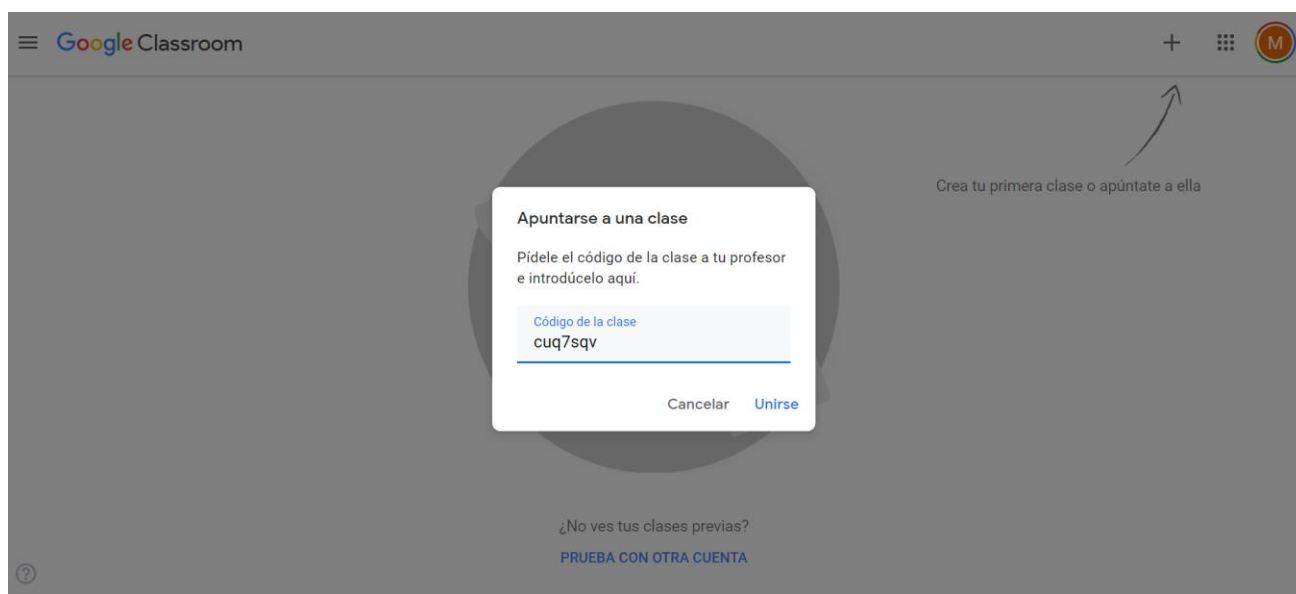 Google Classroom
M
Crea tu primera clase o apúntate a ella
Apuntarse a una clase
Pídele el código de la clase a tu profesor
e introdúcelo aquí.
Código de la clase
cuq7sqv
Cancelar Unirse
¿No ves tus clases previas?
PRUEBA CON OTRA CUENTA
?